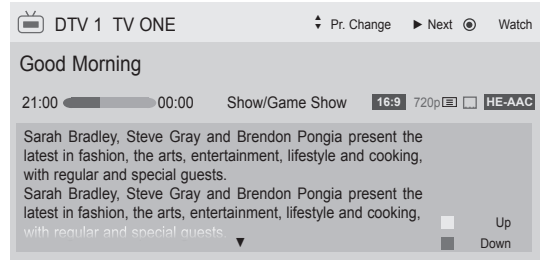 DTV 1 TV ONE Pr. Change Next Watch
Good Morning
21:00 00:00 Show/Game Show 16:9 720p HE-AAC
Sarah Bradley, Steve Gray and Brendon Pongia present the
latest in fashion, the arts, entertainment, lifestyle and cooking,
with regular and special guests.
Sarah Bradley, Steve Gray and Brendon Pongia present the
latest in fashion, the arts, entertainment, lifestyle and cooking,
with regular and special guests.
Up
Down